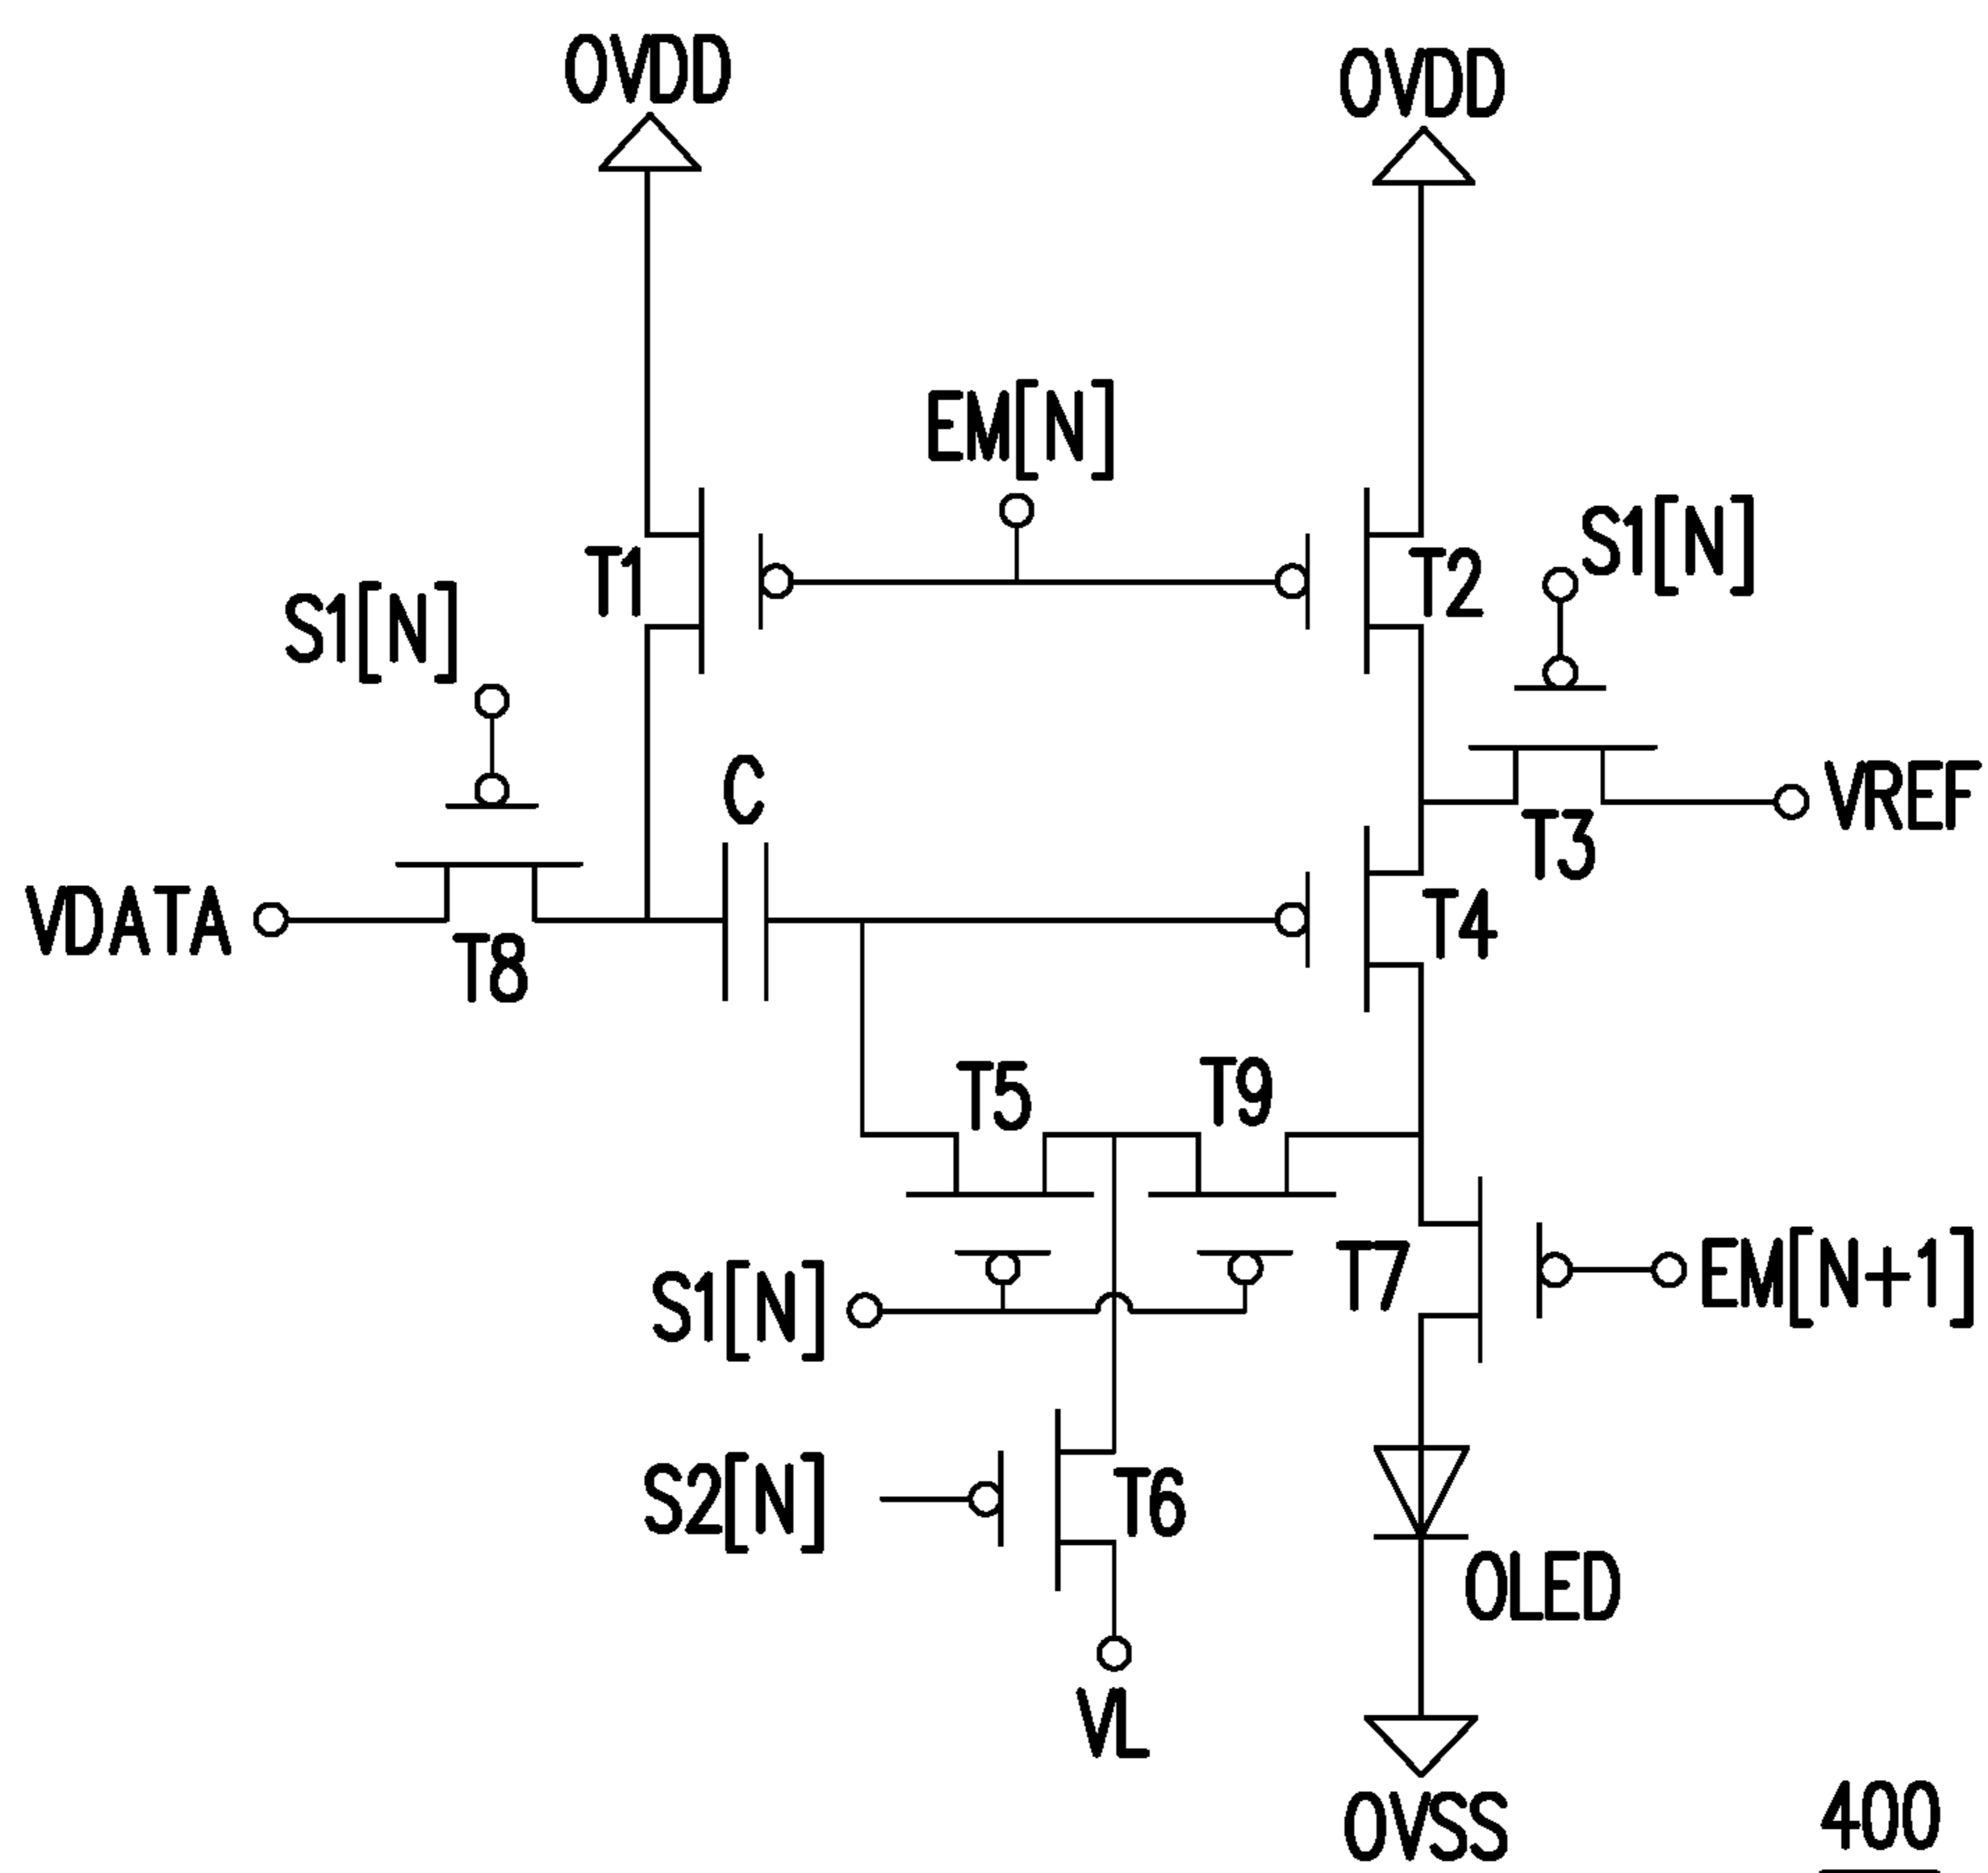 OVDD
OVDD
EM[N]
S1[N]
T1
T2
S1[N]
C
VREF
T3
VDATA
T8
T4
T5
T9
S1[N]
T7
EM[N+1]
S2[N]
T6
OLED
VL
OVSS
400